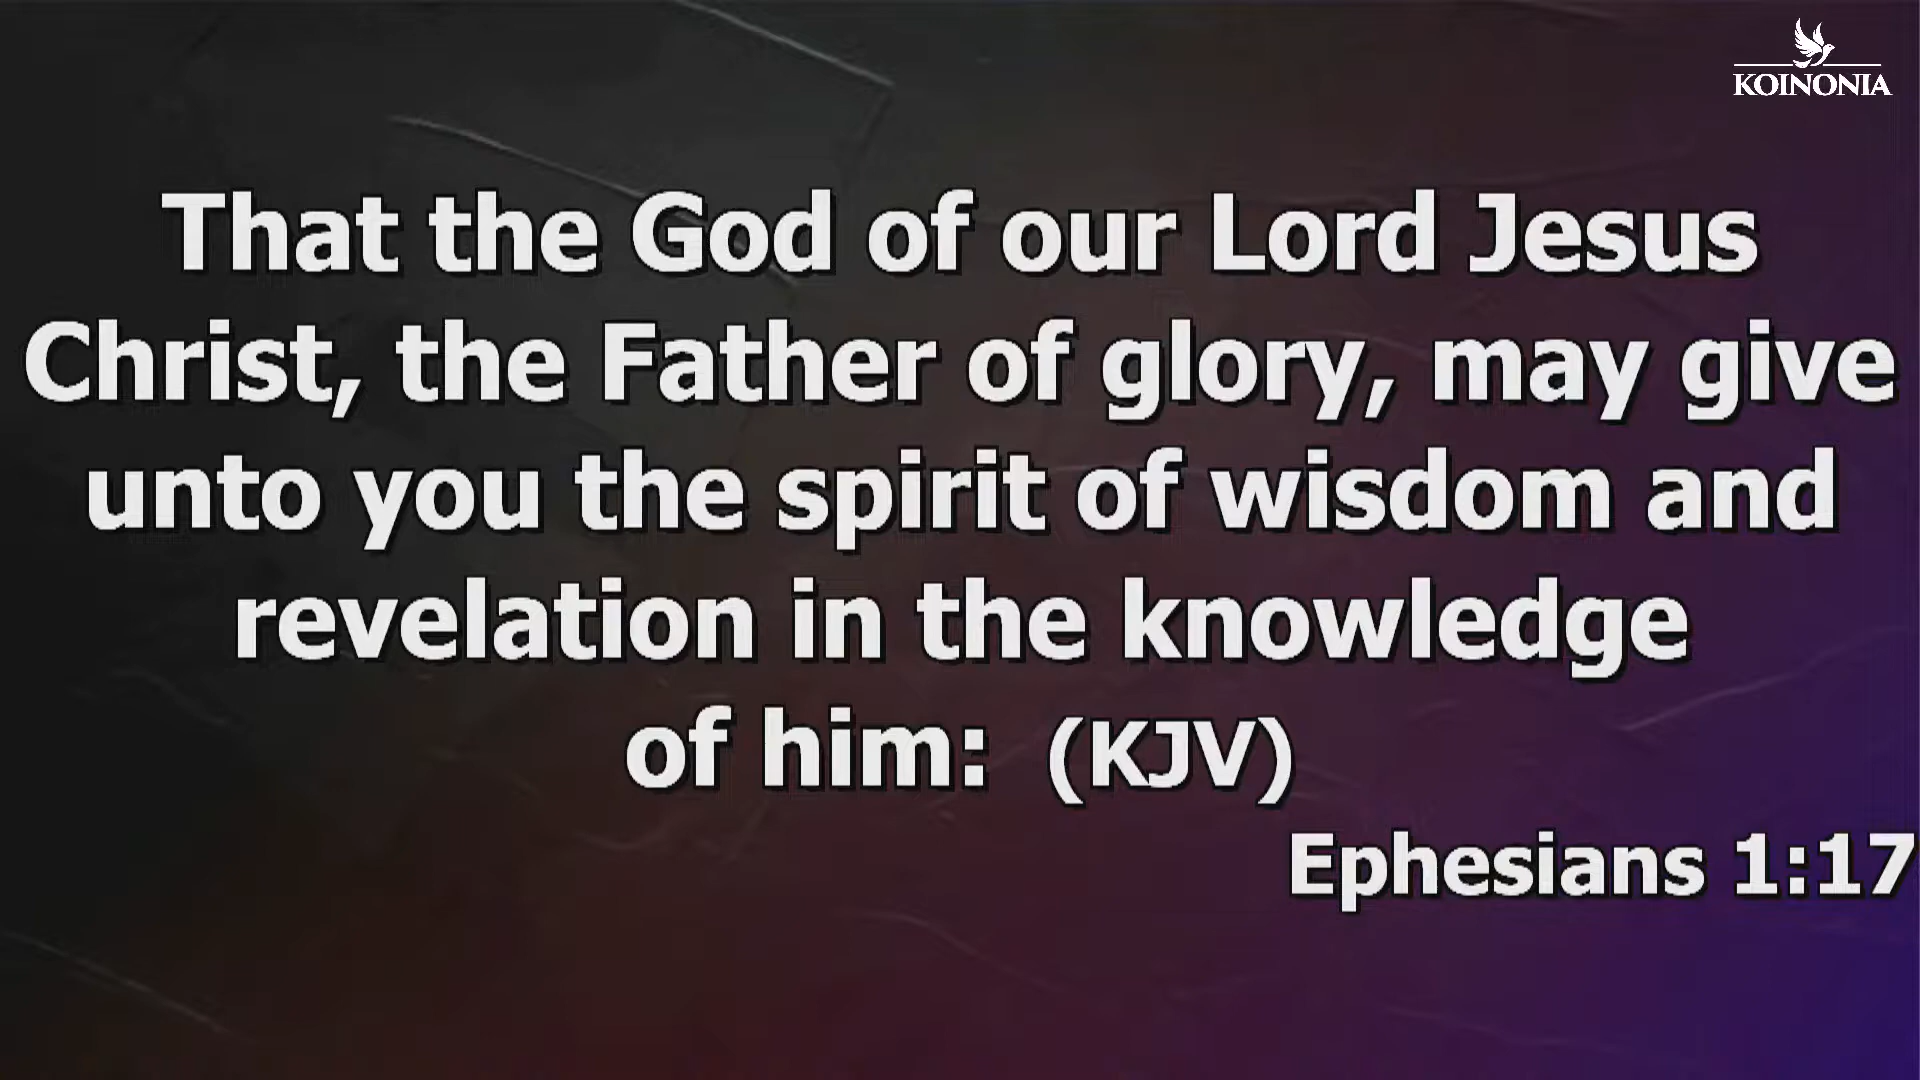 KOINONIA
That the God of our Lord Jesus
Christ, the Father of glory, may give
unto you the spirit of wisdom and
revelation in the knowledge
of him: (KJV)
Ephesians 1:17